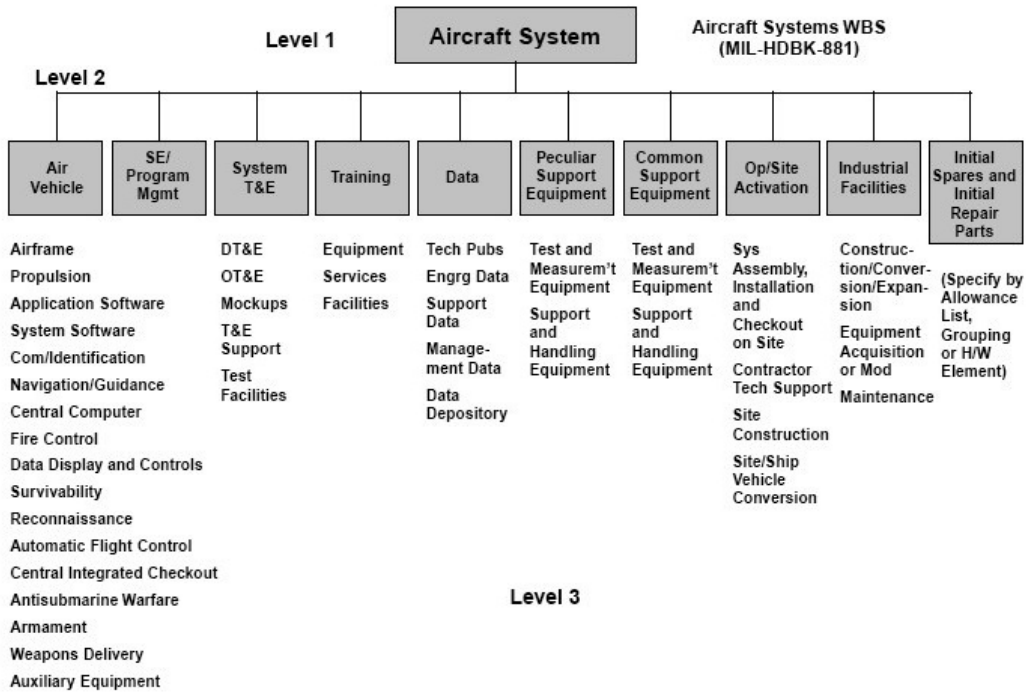 Level 1
Aircraft System
Aircraft Systems WBS
(MIL-HDBK-881)
Level 2
Air
Vehicle
SE/
Program
Mgmt
System
T&E
Training
Data
Peculiar
Support
Equipment
Common
Support
Equipment
Op/Site
Activation
Industrial
Facilities
Initial
Spares and
Initial
Repair
Parts
Airframe
Propulsion
Application Software
System Software
Com/Identification
Navigation/Guidance
Central Computer
Fire Control
Data Display and Controls
Survivability
Reconnaissance
Automatic Flight Control
Central Integrated Checkout
Antisubmarine Warfare
Armament
Weapons Delivery
Auxiliary Equipment
DT&E
OT&E
Mockups
T&E
Support
Test
Facilities
Equipment
Services
Facilities
Tech Pubs
Engrg Data
Support
Data
Manage-
ment Data
Data
Depository
Test and
Measurem't
Equipment
Support
and
Handling
Equipment
Test and
Measurem't
Equipment
Support
and
Handling
Equipment
Sys
Assembly,
Installation
and
Checkout
on Site
Contractor
Tech Support
Site
Construction
Site/Ship
Vehicle
Conversion
Construc-
tion/Conver-
sion/Expan-
sion
Equipment
Acquisition
or Mod
Maintenance
(Specify by
Allowance
List,
Grouping
or H/W
Element)
Level 3